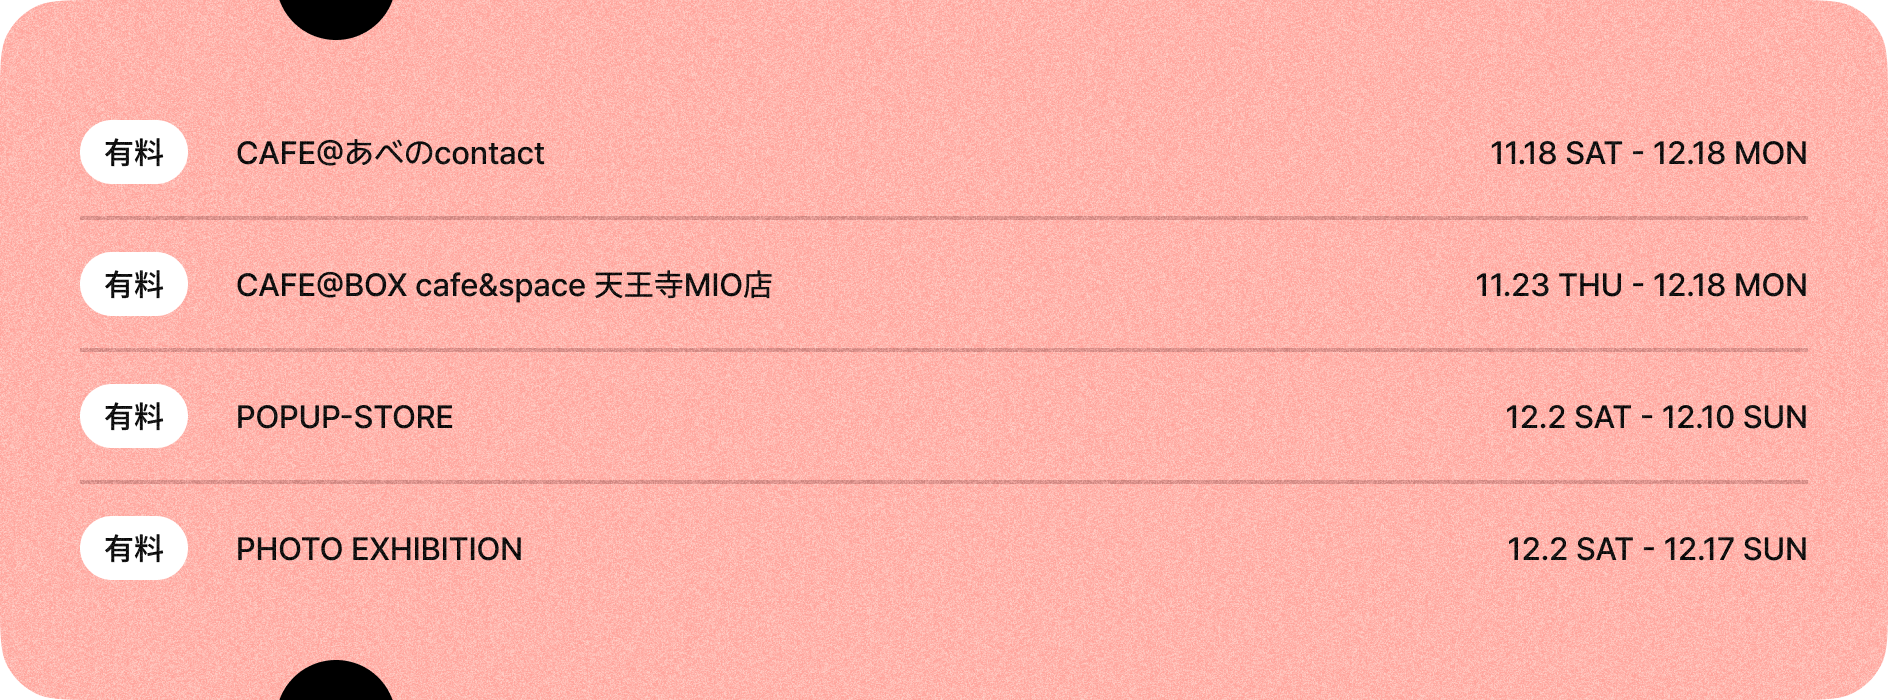 有料 CAFE@あべのcontact 11.18 SAT - 12.18 MON
有料 CAFE@BOX cafe&space 天王寺MIO店 11.23 THU - 12.18 MON
有料 POPUP-STORE 12.2 SAT - 12.10 SUN
有料 PHOTO EXHIBITION 12.2 SAT - 12.17 SUN